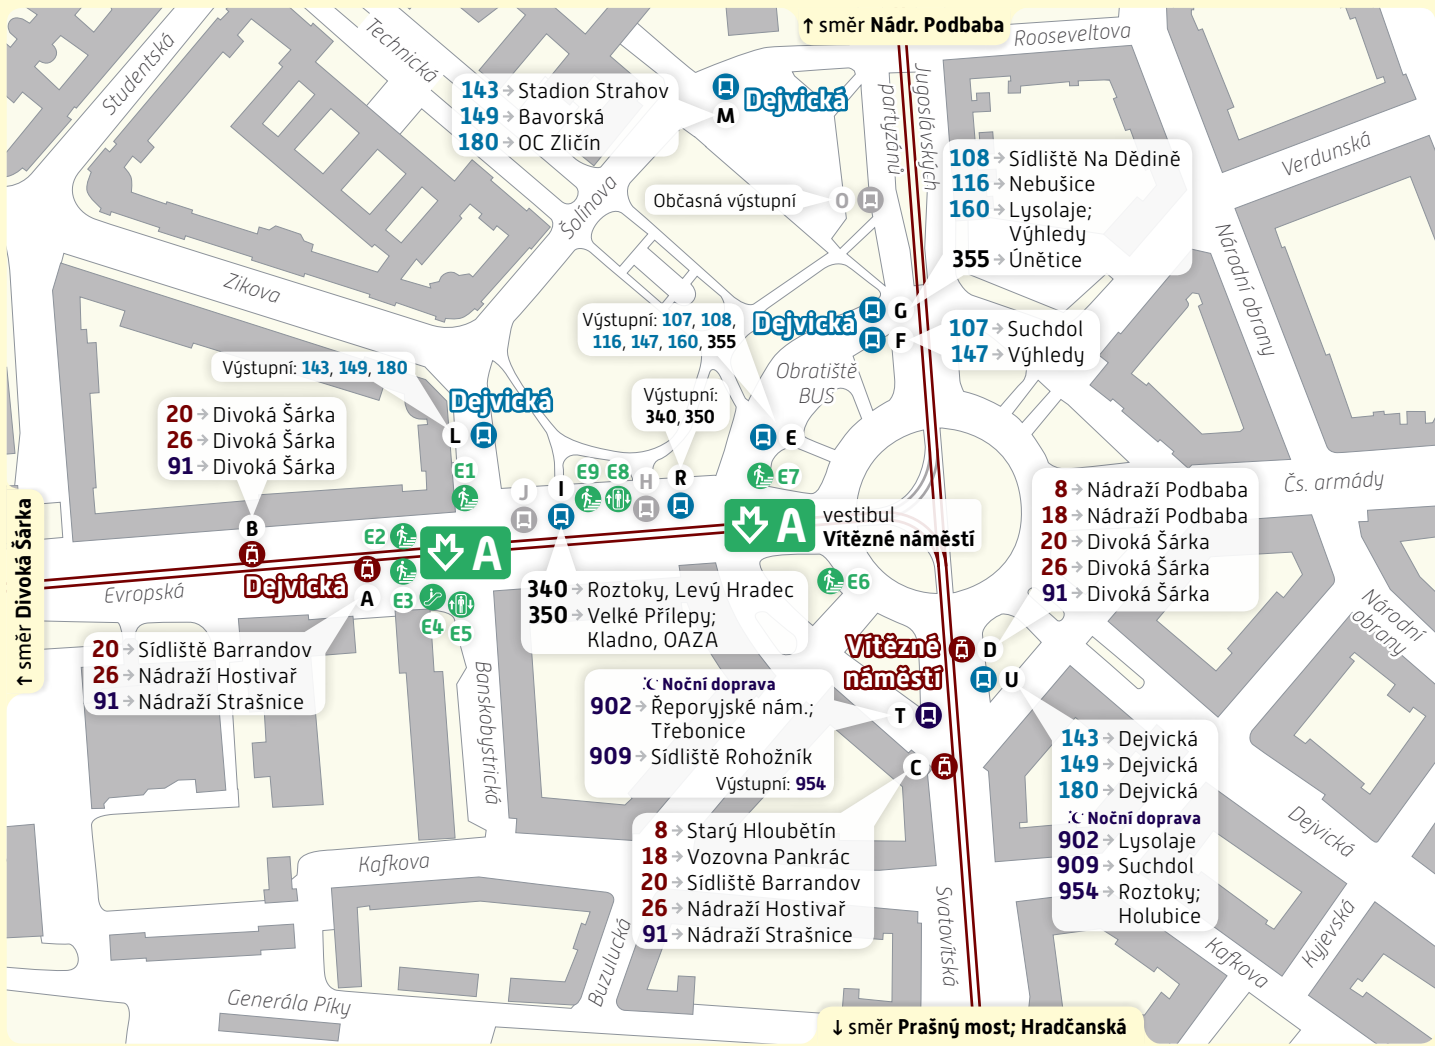 ↑ směr Nádr. Podbaba
Studentská
Technická
Rooseveltova
Jugoslávských
partyzánů
Verdunská
143 → Stadion Strahov
149 → Bavorská
180 → OC Zličín
M
Dejvická
Občasná výstupní
O
108 → Sídliště Na Dědině
116 → Nebušice
160 → Lysolaje;
Výhledy
355 → Únětice
Šolínova
Zikova
Národní obrany
Výstupní: 107, 108,
116, 147, 160, 355
Dejvická
G
F
107 → Suchdol
147 → Výhledy
Obratiště
BUS
Výstupní: 143, 149, 180
Dejvická
L
Výstupní:
340, 350
20 → Divoká Šárka
26 → Divoká Šárka
91 → Divoká Šárka
B
E
E1
J
I
E9
E8
H
R
E7
Čs. armády
8 → Nádraží Podbaba
18 → Nádraží Podbaba
20 → Divoká Šárka
26 → Divoká Šárka
91 → Divoká Šárka
↑ směr Divoká Šárka
E2
A
A
vestibul
Vítězné náměstí
Evropská
Dejvická
A
E3
E4
E5
E6
340 → Roztoky, Levý Hradec
350 → Velké Přílepy;
Kladno, OAZA
Národní
obrany
20 → Sídliště Barrandov
26 → Nádraží Hostivař
91 → Nádraží Strašnice
Vítězné
náměstí
D
U
Banskobystrická
Noční doprava
902 → Řeporyjské nám.;
Třebonice
909 → Sídliště Rohožník
Výstupní: 954
T
C
143 → Dejvická
149 → Dejvická
180 → Dejvická
Noční doprava
902 → Lysolaje
909 → Suchdol
954 → Roztoky;
Holubice
8 → Starý Hloubětín
18 → Vozovna Pankrác
20 → Sídliště Barrandov
26 → Nádraží Hostivař
91 → Nádraží Strašnice
Dejvická
Kafkova
Svatovítská
Buzulucká
Kafkova
Kyjevská
Generála Píky
↓ směr Prašný most; Hradčanská